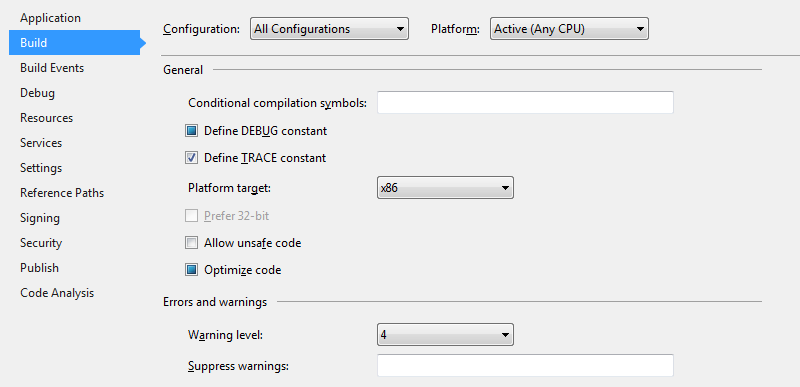 Application
Build
Build Events
Debug
Resources
Services
Settings
Reference Paths
Signing
Security
Publish
Code Analysis
Configuration: All Configurations Platform: Active (Any CPU)
General
Conditional compilation symbols:
Define DEBUG constant
Define TRACE constant
Platform target: x86
Prefer 32-bit
Allow unsafe code
Optimize code
Errors and warnings
Warning level: 4
Suppress warnings: